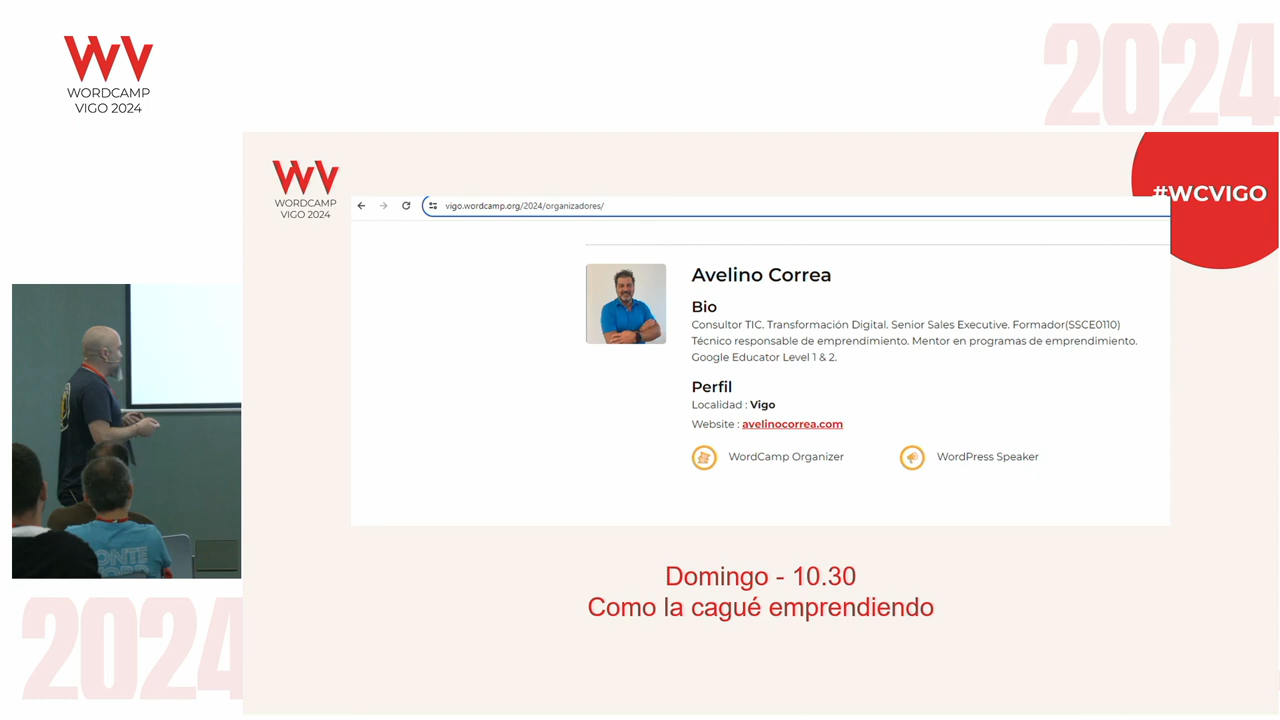 WORDCAMP
VIGO 2024
2024
WORDCAMP
VIGO 2024
#WCVIGO
vigo.wordcamp.org/2024/organizadores/
Avelino Correa
Bio
Consultor TIC. Transformación Digital. Senior Sales Executive. Formador(SSCE0110)
Técnico responsable de emprendimiento. Mentor en programas de emprendimiento.
Google Educator Level 1 & 2.
Perfil
Localidad : Vigo
Website : avelinocorrea.com
WordCamp Organizer
WordPress Speaker
Domingo - 10.30
Como la cagué emprendiendo
2024